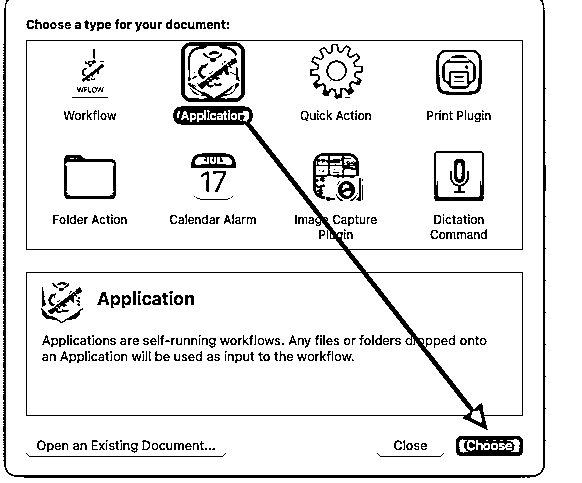 Choose a type for your document:
WFLOW
Workflow
Application
Quick Action
Print Plugin
JUL
17
Folder Action
Calendar Alarm
Image Capture
Plugin
Dictation
Command
Application
Applications are self-running workflows. Any files or folders dropped onto
an Application will be used as input to the workflow.
Open an Existing Document...
Close
Choose